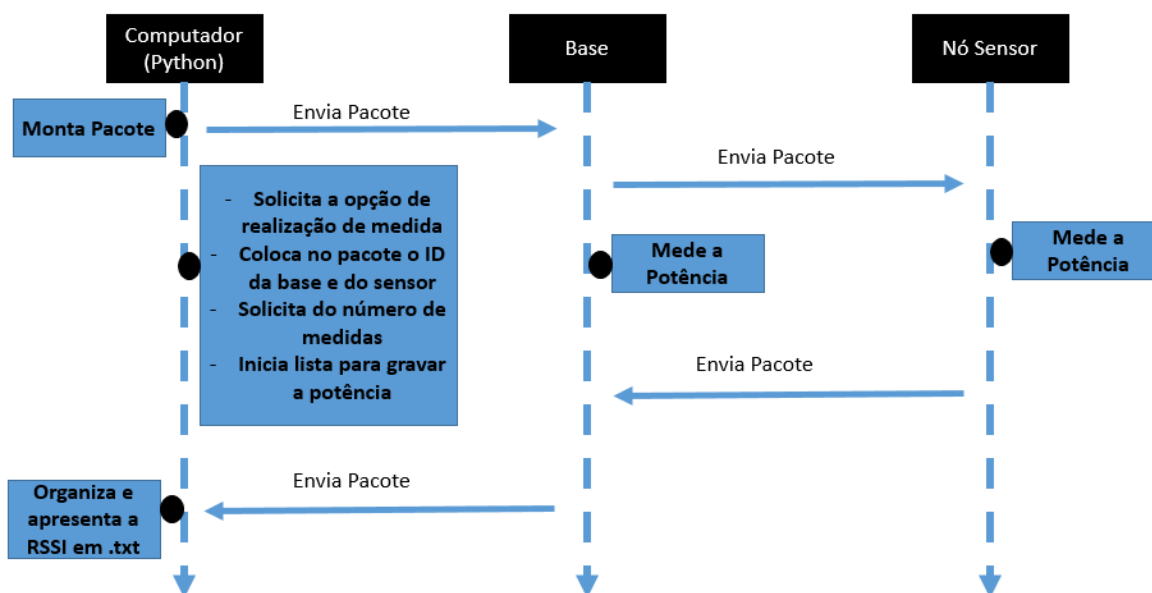 Computador
(Python)
Base
Nó Sensor
Monta Pacote
Envia Pacote
Envia Pacote
- Solicita a opção de
realização de medida
- Coloca no pacote o ID
da base e do sensor
- Solicita do número de
medidas
- Inicia lista para gravar
a potência
Mede a
Potência
Mede a
Potência
Envia Pacote
Envia Pacote
Organiza e
apresenta a
RSSI em .txt